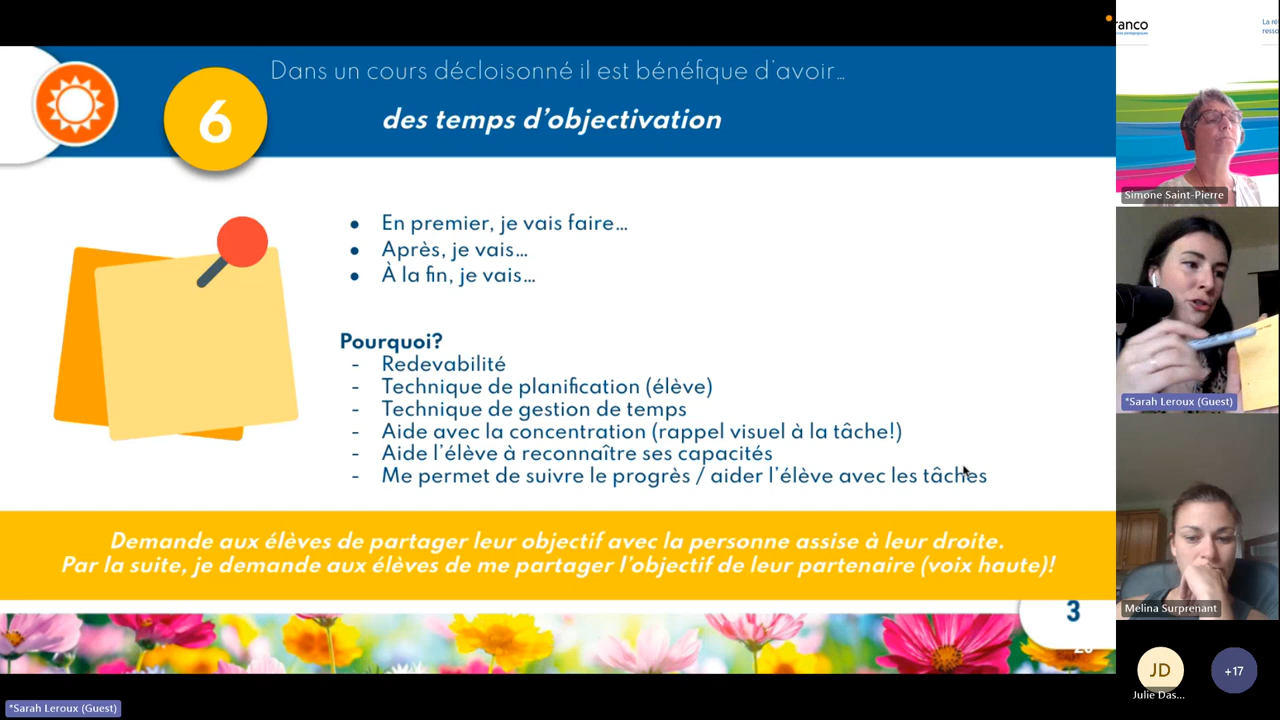 Dans un cours décloisonné il est bénéfique d'avoir…
6
des temps d'objectivation
• En premier, je vais faire…
• Après, je vais…
• À la fin, je vais…
Pourquoi?
- Redevabilité
- Technique de planification (élève)
- Technique de gestion de temps
- Aide avec la concentration (rappel visuel à la tâche!)
- Aide l'élève à reconnaître ses capacités
- Me permet de suivre le progrès / aider l'élève avec les tâches
Demande aux élèves de partager leur objectif avec la personne assise à leur droite.
Par la suite, je demande aux élèves de me partager l'objectif de leur partenaire (voix haute)!
3
*Sarah Leroux (Guest)
ranco
La ré
resso
Simone Saint-Pierre
*Sarah Leroux (Guest)
Melina Surprenant
JD
Julie Das...
+17